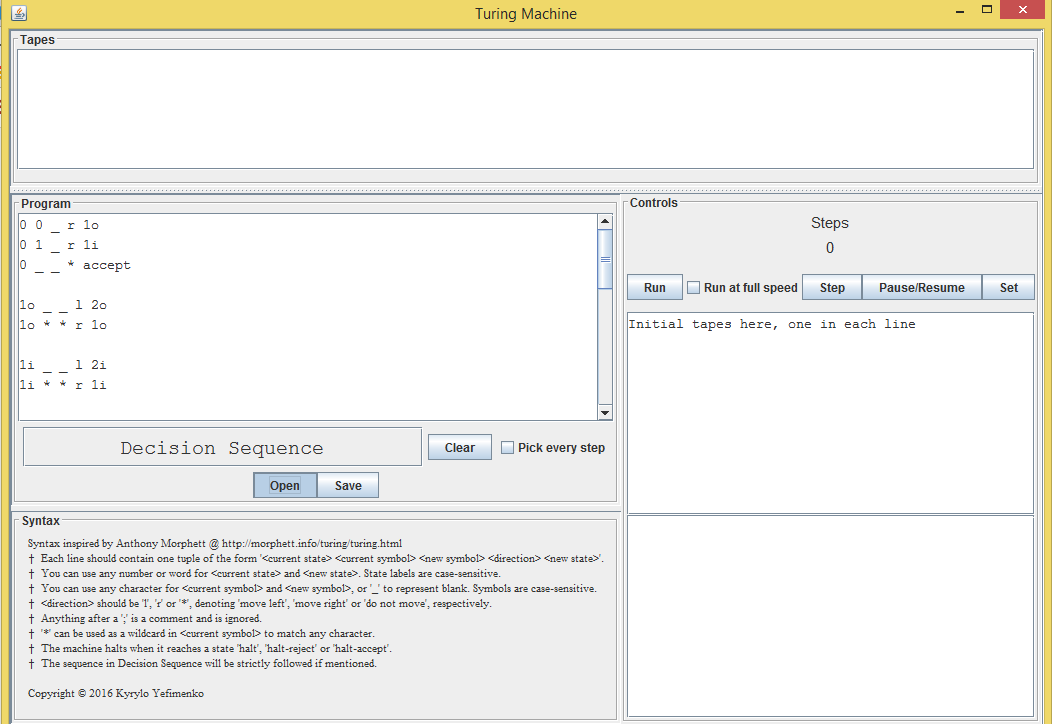 Turing Machine
Tapes
Program
0 0 _ r 1o
0 1 _ r 1i
0 _ _ * accept
1o _ _ l 2o
1o * * r 1o
1i _ _ l 2i
1i * * r 1i
Decision Sequence
Clear
Pick every step
Open
Save
Syntax
Syntax inspired by Anthony Morphett @ http://morphett.info/turing/turing.html
† Each line should contain one tuple of the form '<current state> <current symbol> <new symbol> <direction> <new state>'.
† You can use any number or word for <current state> and <new state>. State labels are case-sensitive.
† You can use any character for <current symbol> and <new symbol>, or '_' to represent blank. Symbols are case-sensitive.
† <direction> should be 'l', 'r' or '*', denoting 'move left', 'move right' or 'do not move', respectively.
† Anything after a ';' is a comment and is ignored.
† '*' can be used as a wildcard in <current symbol> to match any character.
† The machine halts when it reaches a state 'halt', 'halt-reject' or 'halt-accept'.
† The sequence in Decision Sequence will be strictly followed if mentioned.
Copyright © 2016 Kyrylo Yefimenko
Controls
Steps
0
Run
Run at full speed
Step
Pause/Resume
Set
Initial tapes here, one in each line